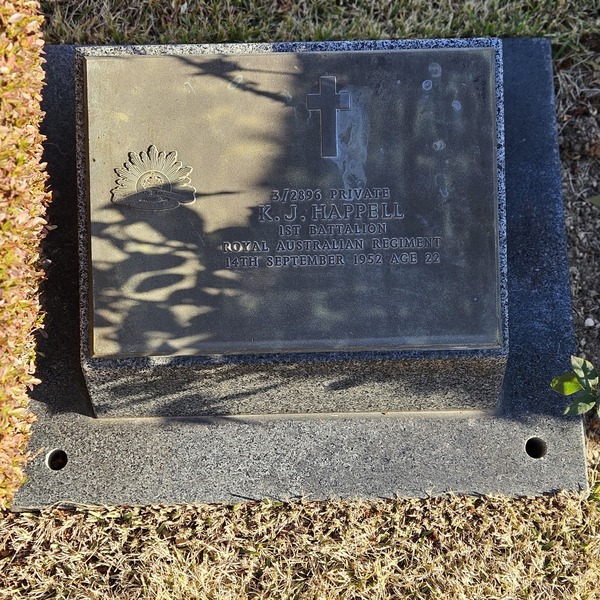 3/2896 PRIVATE
K. J. HAPPELL
1ST BATTALION
ROYAL AUSTRALIAN REGIMENT
14TH SEPTEMBER 1952 AGE 22